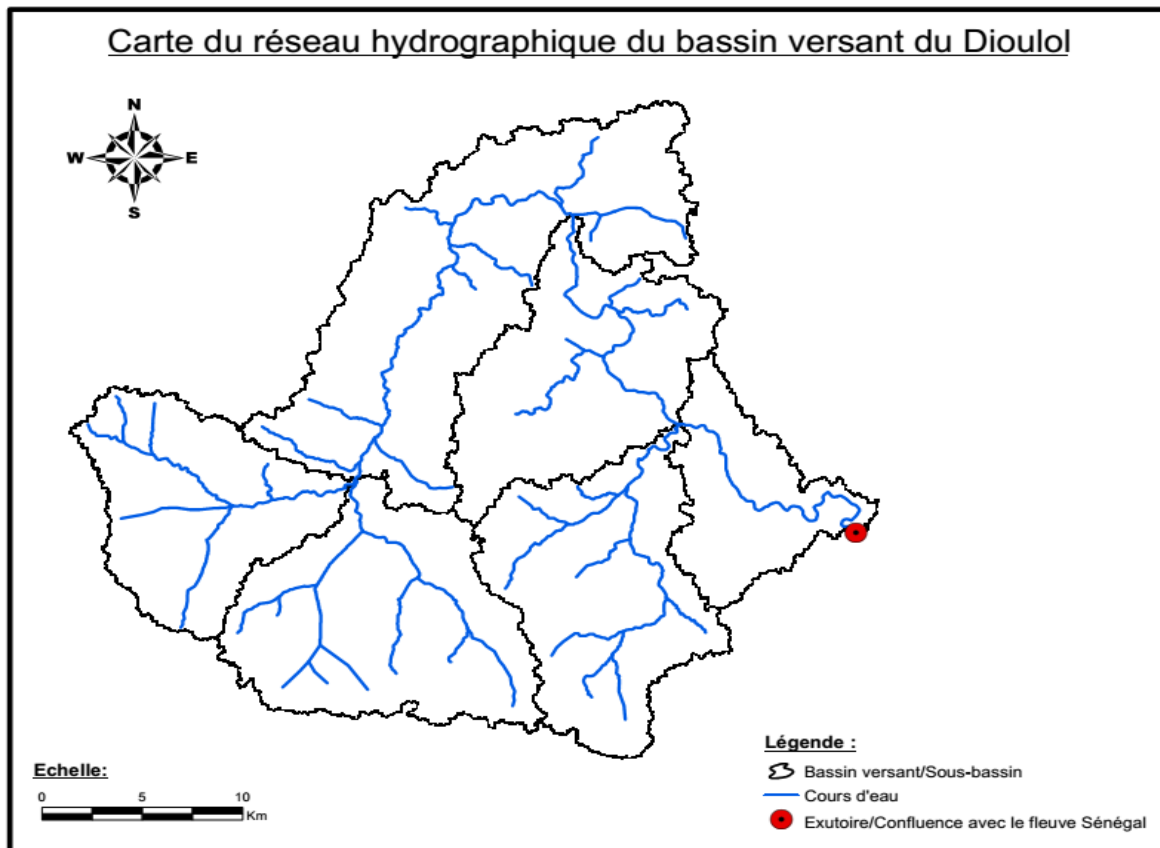 Carte du réseau hydrographique du bassin versant du Dioulol
N
W E
S
Echelle:
0 5 10
Km
Légende :
Bassin versant/Sous-bassin
Cours d'eau
Exutoire/Confluence avec le fleuve Sénégal